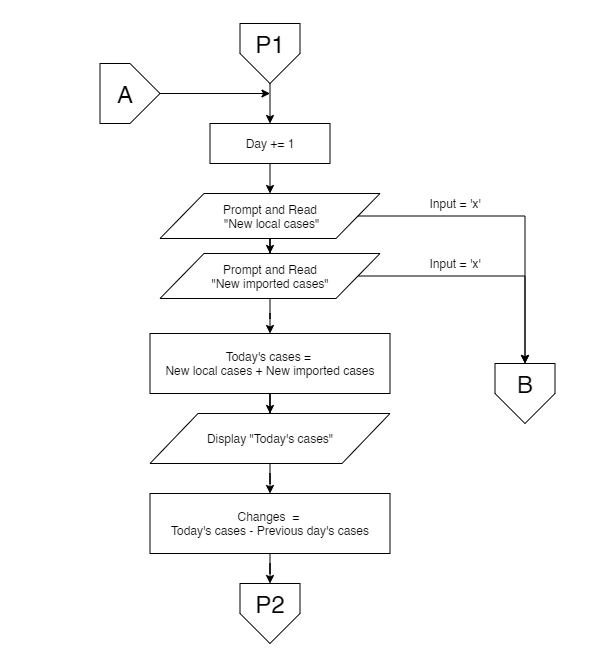 P1
A
Day += 1
Prompt and Read
"New local cases"
Input = 'x'
Prompt and Read
"New imported cases"
Input = 'x'
Today's cases =
New local cases + New imported cases
B
Display "Today's cases"
Changes  =
Today's cases - Previous day's cases
P2